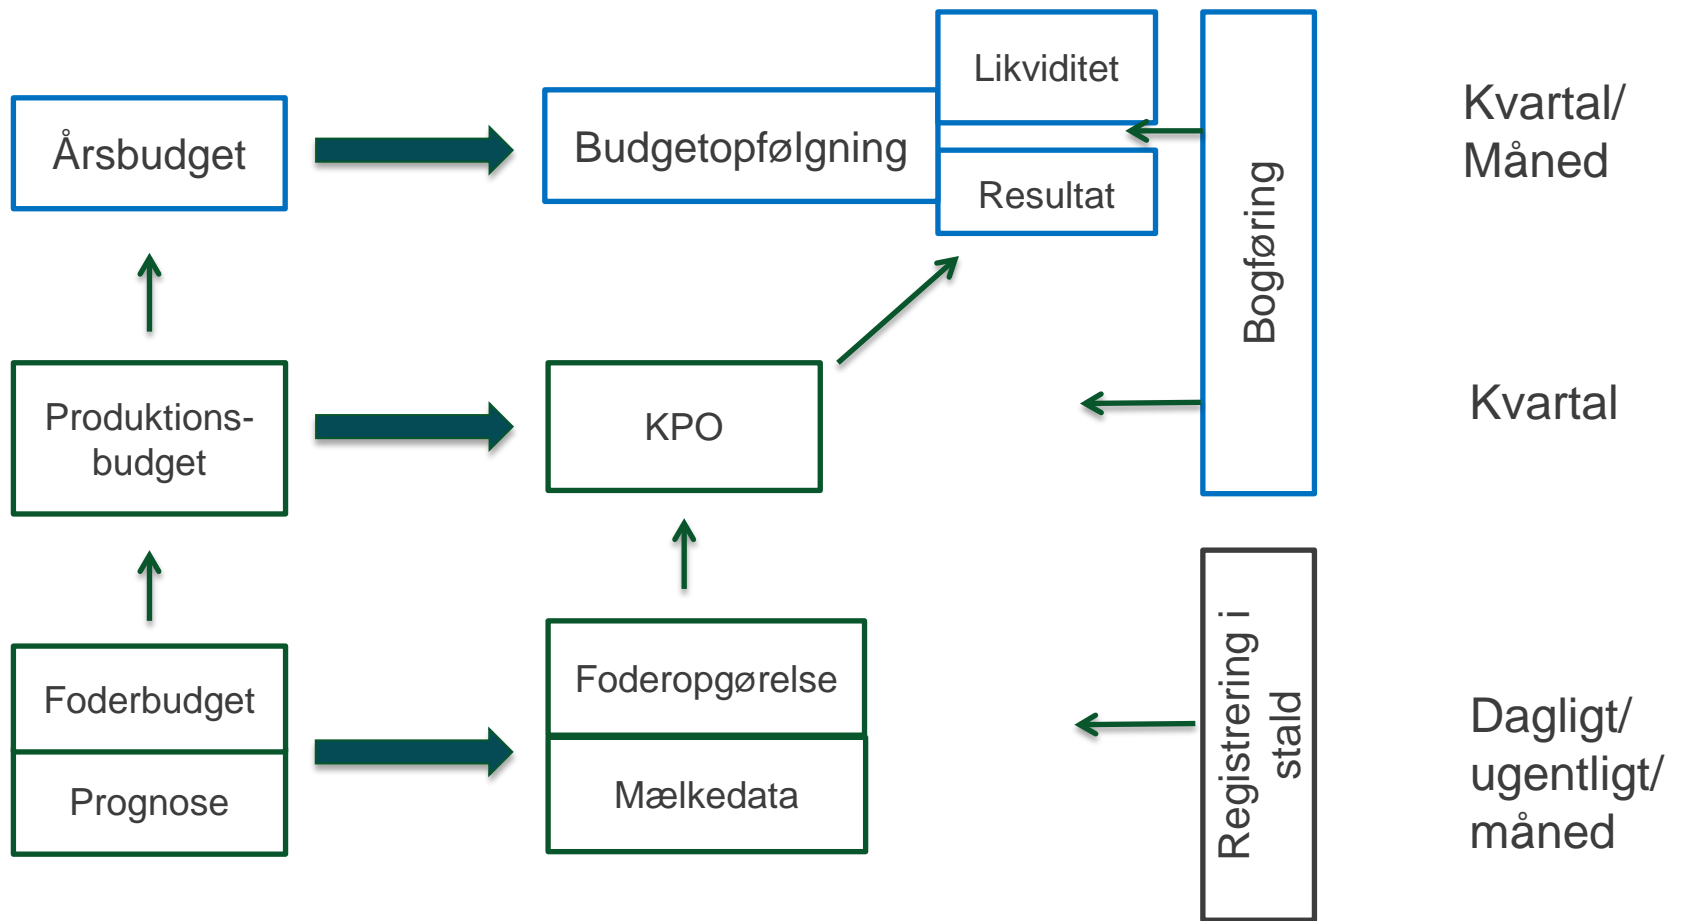 Årsbudget
Budgetopfølgning
Likviditet
Resultat
Bogføring
Kvartal/
Måned
Produktions-
budget
KPO
Kvartal
Foderbudget
Prognose
Foderopgørelse
Mælkedata
Registrering i
stald
Dagligt/
ugentligt/
måned